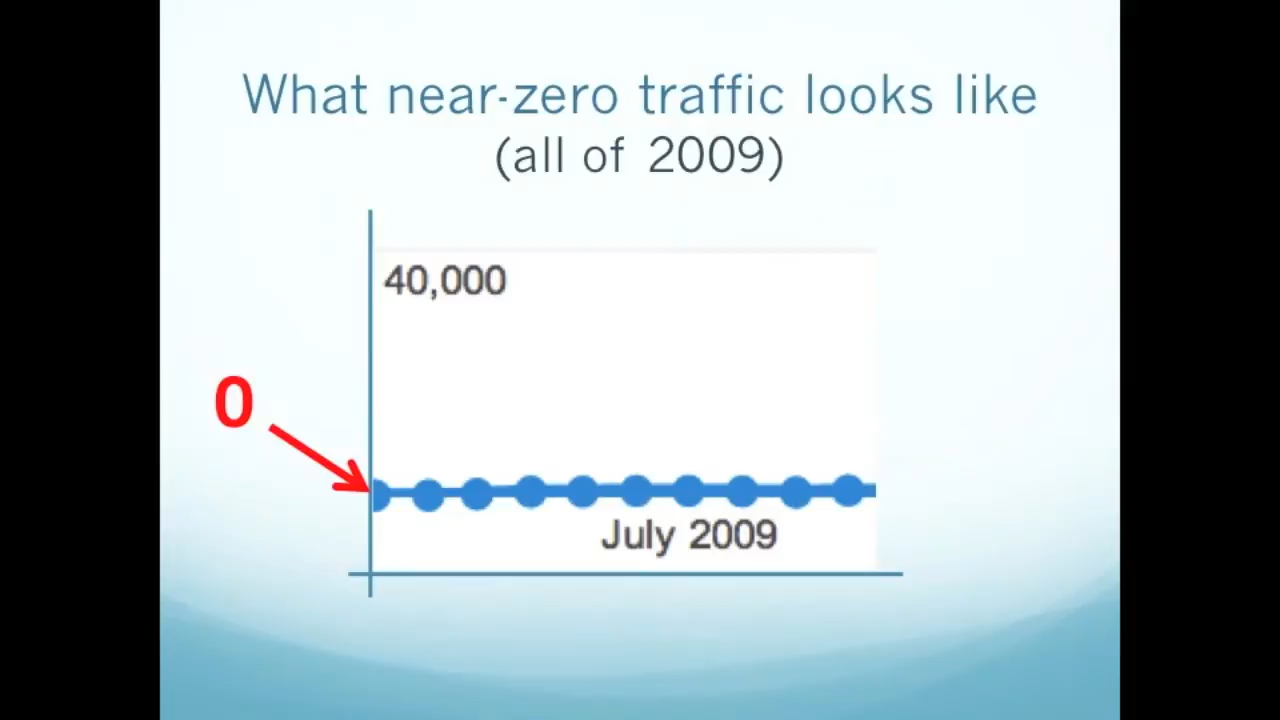 What near-zero traffic looks like
(all of 2009)
40,000
0
July 2009